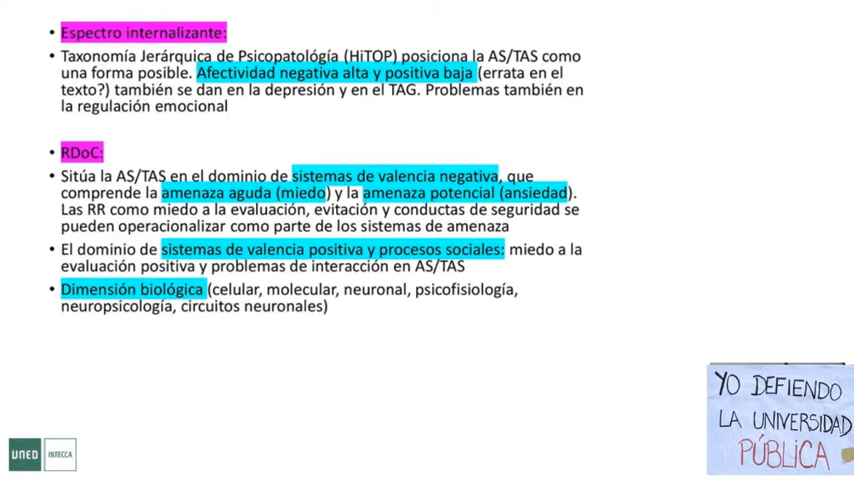 • Espectro internalizante:
• Taxonomía Jerárquica de Psicopatológía (HiTOP) posiciona la AS/TAS como
una forma posible. Afectividad negativa alta y positiva baja (errata en el
texto?) también se dan en la depresión y en el TAG. Problemas también en
la regulación emocional
• RDoC:
• Sitúa la AS/TAS en el dominio de sistemas de valencia negativa, que
comprende la amenaza aguda (miedo) y la amenaza potencial (ansiedad).
Las RR como miedo a la evaluación, evitación y conductas de seguridad se
pueden operacionalizar como parte de los sistemas de amenaza
• El dominio de sistemas de valencia positiva y procesos sociales: miedo a la
evaluación positiva y problemas de interacción en AS/TAS
• Dimensión biológica (celular, molecular, neuronal, psicofisiología,
neuropsicología, circuitos neuronales)
YO DEFIENDO
LA UNIVERSIDAD
PÚBLICA
UNED INTECCA